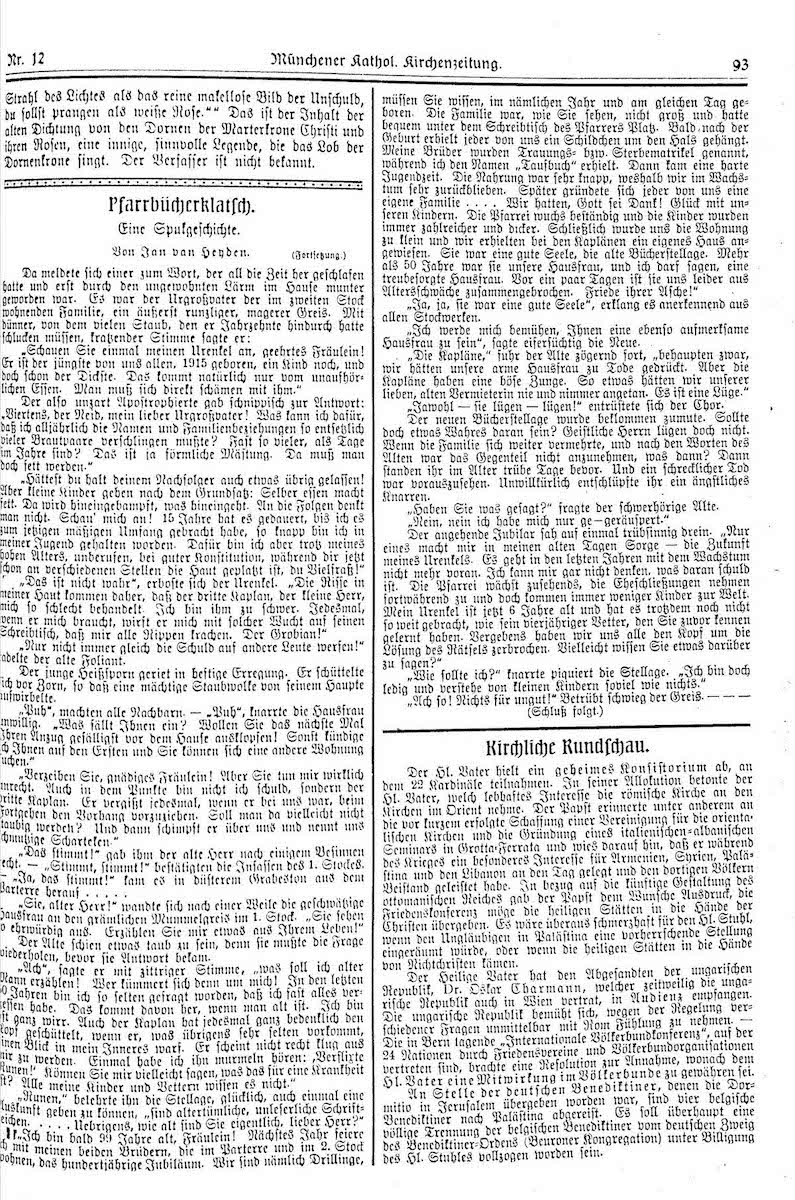 Nr. 12
Münchener Kathol. Kirchenzeitung.
93
Strahl des Lichtes als das reine makellose Bild der Unschuld,
du sollst prangen als weiße Rose."“ Das ist der Inhalt der
alten Dichtung von den Dornen der Marterkrone Christi und
ihren Rosen, eine innige, sinnvolle Legende, die das Lob der
Dornenkrone singt. Der Verfasser ist nicht bekannt.
Pfarrbücherklatsch.
Eine Spukgeschichte.
Von Jan van Heyden.
(Fortsetzung.)
Da meldete sich einer zum Wort, der all die Zeit her geschlafen
hatte und erst durch den ungewohnten Lärm im Hause munter
geworden war. Es war der Urgroßvater der im zweiten Stock
wohnenden Familie, ein äußerst runzliger, magerer Greis. Mit
dünner, von dem vielen Staub, den er Jahrzehnte hindurch hatte
schlucken müssen, kratzender Stimme sagte er:
„Schauen Sie einmal meinen Urenkel an, geehrtes Fräulein!
Er ist der jüngste von uns allen, 1915 geboren, ein Kind noch, und
doch schon der Dickste. Das kommt natürlich nur vom unaufhör-
lichen Essen. Man muß sich direkt schämen mit ihm.“
Der also unzart Apostrophierte gab schnippisch zur Antwort:
„Viertens, der Neid, mein lieber Urgroßvater! Was kann ich dafür,
daß ich alljährlich die Namen und Familienbeziehungen so entsetzlich
vieler Brautpaare verschlingen mußte? Fast so vieler, als Tage
im Jahre sind? Das ist ja förmliche Mästung. Da muß man
doch fett werden.“
„Hättest du halt deinem Nachfolger auch etwas übrig gelassen!
Aber kleine Kinder geben nach dem Grundsatz: Selber essen macht
fett. Da wird hineingebampft, was hineingeht. An die Folgen denkt
man nicht. Schau' mich an! 15 Jahre hat es gedauert, bis ich es
zum jetzigen mäßigen Umfang gebracht habe, so knapp bin ich in
meiner Jugend gehalten worden. Dafür bin ich aber trotz meines
hohen Alters, unberufen, bei guter Konstitution, während dir jetzt
schon an verschiedenen Stellen die Haut geplatzt ist, du Vielfraß!“
„Das ist nicht wahr“, erboste sich der Urenkel. „Die Risse in
meiner Haut kommen daher, daß der dritte Kaplan, der kleine Herr,
mich so schlecht behandelt. Ich bin ihm zu schwer. Jedesmal,
wenn er mich braucht, wirft er mich mit solcher Wucht auf seinen
Schreibtisch, daß mir alle Rippen krachen. Der Grobian!“
„Nur nicht immer gleich die Schuld auf andere Leute werfen!“
tadelte der alte Foliant.
Der junge Heißsporn geriet in heftige Erregung. Er schüttelte
sich vor Zorn, so daß eine mächtige Staubwolke von seinem Haupte
aufwirbelte.
„Puh“, machten alle Nachbarn. — „Puh“, knarrte die Hausfrau
unwillig. „Was fällt Ihnen ein? Wollen Sie das nächste Mal
Ihren Anzug gefälligst vor dem Hause ausklopfen! Sonst kündige
ich Ihnen auf den Ersten und Sie können sich eine andere Wohnung
suchen.“
„Verzeihen Sie, gnädiges Fräulein! Aber Sie tun mir wirklich
unrecht. Auch in dem Punkte bin nicht ich schuld, sondern der
dritte Kaplan. Er vergißt jedesmal, wenn er bei uns war, beim
Fortgehen den Vorhang vorzuziehen. Soll man da vielleicht nicht
staubig werden? Und dann schimpft er über uns und nennt uns
schmutzige Scharteken.“
„Das stimmt!“ gab ihm der alte Herr nach einigem Besinnen
recht. — „Stimmt, stimmt!“ bestätigten die Insassen des 1. Stockes.
— „Ja, das stimmt!“ kam es in düsterem Grabeston aus dem
Parterre herauf . . . . .
„Sie, alter Herr!“ wandte sich nach einer Weile die geschwätzige
Hausfrau an den grämlichen Mummelgreis im 1. Stock. „Sie sehen
so ehrwürdig aus. Erzählen Sie mir etwas aus Ihrem Leben!“
Der Alte schien etwas taub zu sein, denn sie mußte die Frage
wiederholen, bevor sie Antwort bekam.
„Ach“, sagte er mit zittriger Stimme, „was soll ich alter
Mann erzählen! Wer kümmert sich denn um mich! In den letzten
50 Jahren bin ich so selten gefragt worden, daß ich fast alles ver-
gessen habe. Das kommt davon her, wenn man alt ist. Ich bin
ganz wirr. Auch der Kaplan hat jedesmal ganz bedenklich den
Kopf geschüttelt, wenn er, was übrigens sehr selten vorkommt,
einen Blick in mein Inneres warf. Er scheint nicht recht klug aus
mir zu werden. Einmal habe ich ihn murmeln hören: ‚Verflixte
Runen!‘ Können Sie mir vielleicht sagen, was das für eine Krankheit
ist? Alle meine Kinder und Vettern wissen es nicht.“
„Runen,“ belehrte ihn die Stellage, glücklich, auch einmal eine
Auskunft geben zu können, „sind altertümliche, unleserliche Schrift-
zeichen. . . . . Uebrigens, wie alt sind Sie eigentlich, lieber Herr?“
„Ich bin bald 99 Jahre alt, Fräulein! Nächstes Jahr feiere
ich mit meinen beiden Brüdern, die im Parterre und im 2. Stock
wohnen, das hundertjährige Jubiläum. Wir sind nämlich Drillinge,
müssen Sie wissen, im nämlichen Jahr und am gleichen Tag ge-
boren. Die Familie war, wie Sie sehen, nicht groß und hatte
bequem unter dem Schreibtisch des Pfarrers Platz. Bald nach der
Geburt erhielt jeder von uns ein Schildchen um den Hals gehängt.
Meine Brüder wurden Trauungs- bzw. Sterbematrikel genannt,
während ich den Namen „Taufbuch“ erhielt. Dann kam eine harte
Jugendzeit. Die Nahrung war sehr knapp, weshalb wir im Wachs-
tum sehr zurückblieben. Später gründete sich jeder von uns eine
eigene Familie . . . . Wir hatten, Gott sei Dank! Glück mit un-
seren Kindern. Die Pfarrei wuchs beständig und die Kinder wurden
immer zahlreicher und dicker. Schließlich wurde uns die Wohnung
zu klein und wir erhielten bei den Kaplänen ein eigenes Haus an-
gewiesen. Sie war eine gute Seele, die alte Bücherstellage. Mehr
als 50 Jahre war sie unsere Hausfrau, und ich darf sagen, eine
treubesorgte Hausfrau. Vor ein paar Tagen ist sie uns leider aus
Altersschwäche zusammengebrochen. Friede ihrer Asche!“
„Ja, ja, sie war eine gute Seele“, erklang es anerkennend aus
allen Stockwerken.
„Ich werde mich bemühen, Ihnen eine ebenso aufmerksame
Hausfrau zu sein“, sagte eifersüchtig die Neue.
„Die Kapläne,“ fuhr der Alte zögernd fort, „behaupten zwar,
wir hätten unsere arme Hausfrau zu Tode gedrückt. Aber die
Kapläne haben eine böse Zunge. So etwas hätten wir unserer
lieben, alten Vermieterin nie und nimmer angetan. Es ist eine Lüge.“
„Jawohl — sie lügen — lügen!“ entrüstete sich der Chor.
Der neuen Bücherstellage wurde beklommen zumute. Sollte
doch etwas Wahres daran sein? Geistliche Herrn lügen doch nicht.
Wenn die Familie sich weiter vermehrte, und nach den Worten des
Alten war das Gegenteil nicht anzunehmen, was dann? Dann
standen ihr im Alter trübe Tage bevor. Und ein schrecklicher Tod
war vorauszusehen. Unwillkürlich entschlüpfte ihr ein ängstliches
Knarren.
„Haben Sie was gesagt?“ fragte der schwerhörige Alte.
„Nein, nein ich habe mich nur ge—geräuspert.“
Der angehende Jubilar sah auf einmal trübsinnig drein. „Nur
eines macht mir in meinen alten Tagen Sorge — die Zukunft
meines Urenkels. Es geht in den letzten Jahren mit dem Wachstum
nicht mehr voran. Ich kann mir gar nicht denken, was daran schuld
ist. Die Pfarrei wächst zusehends, die Eheschließungen nehmen
fortwährend zu und doch kommen immer weniger Kinder zur Welt.
Mein Urenkel ist jetzt 6 Jahre alt und hat es trotzdem noch nicht
so weit gebracht, wie sein vierjähriger Vetter, den Sie zuvor kennen
gelernt haben. Vergebens haben wir uns alle den Kopf um die
Lösung des Rätsels zerbrochen. Vielleicht wissen Sie etwas darüber
zu sagen?“
„Wie sollte ich?“ knarrte piquiert die Stellage. „Ich bin doch
ledig und verstehe von kleinen Kindern soviel wie nichts.“
„Ach so! Nichts für ungut!“ Betrübt schwieg der Greis. — — —
(Schluß folgt.)
Kirchliche Rundschau.
Der Hl. Vater hielt ein geheimes Konsistorium ab, an
dem 22 Kardinäle teilnahmen. In seiner Allokution betonte der
Hl. Vater, welch lebhaftes Interesse die römische Kirche an den
Kirchen im Orient nehme. Der Papst erinnerte unter anderem an
die vor kurzem erfolgte Schaffung einer Vereinigung für die orienta-
lischen Kirchen und die Gründung eines italienischen-albanischen
Seminars in Grotta-Ferrata und wies darauf hin, daß er während
des Krieges ein besonderes Interesse für Armenien, Syrien, Palä-
stina und den Libanon an den Tag gelegt und den dortigen Völkern
Beistand geleistet habe. In bezug auf die künftige Gestaltung des
ottomanischen Reiches gab der Papst dem Wunsche Ausdruck, die
Friedenskonferenz möge die heiligen Stätten in die Hände der
Christen übergeben. Es wäre überaus schmerzhaft für den Hl. Stuhl,
wenn den Ungläubigen in Palästina eine vorherrschende Stellung
eingeräumt würde, oder wenn die heiligen Stätten in die Hände
von Nichtchristen kämen.
Der Heilige Vater hat den Abgesandten der ungarischen
Republik, Dr. Oskar Charmann, welcher zeitweilig die unga-
rische Republik auch in Wien vertrat, in Audienz empfangen.
Die ungarische Republik bemüht sich, wegen der Regelung ver-
schiedener Fragen unmittelbar mit Rom Fühlung zu nehmen. —
Die in Bern tagende „Internationale Völkerbundkonferenz“, auf der
24 Nationen durch Friedensvereine und Völkerbundorganisationen
vertreten sind, brachte eine Resolution zur Annahme, wonach dem
Hl. Vater eine Mitwirkung im Völkerbunde zu gewähren sei.
An Stelle der deutschen Benediktiner, denen die Dor-
mitio in Jerusalem übergeben worden war, sind vier belgische
Benediktiner nach Palästina abgereist. Es soll überhaupt eine
völlige Trennung der belgischen Benediktiner vom deutschen Zweig
des Benediktiner-Ordens (Beuroner Kongregation) unter Billigung
des Hl. Stuhles vollzogen worden sein.